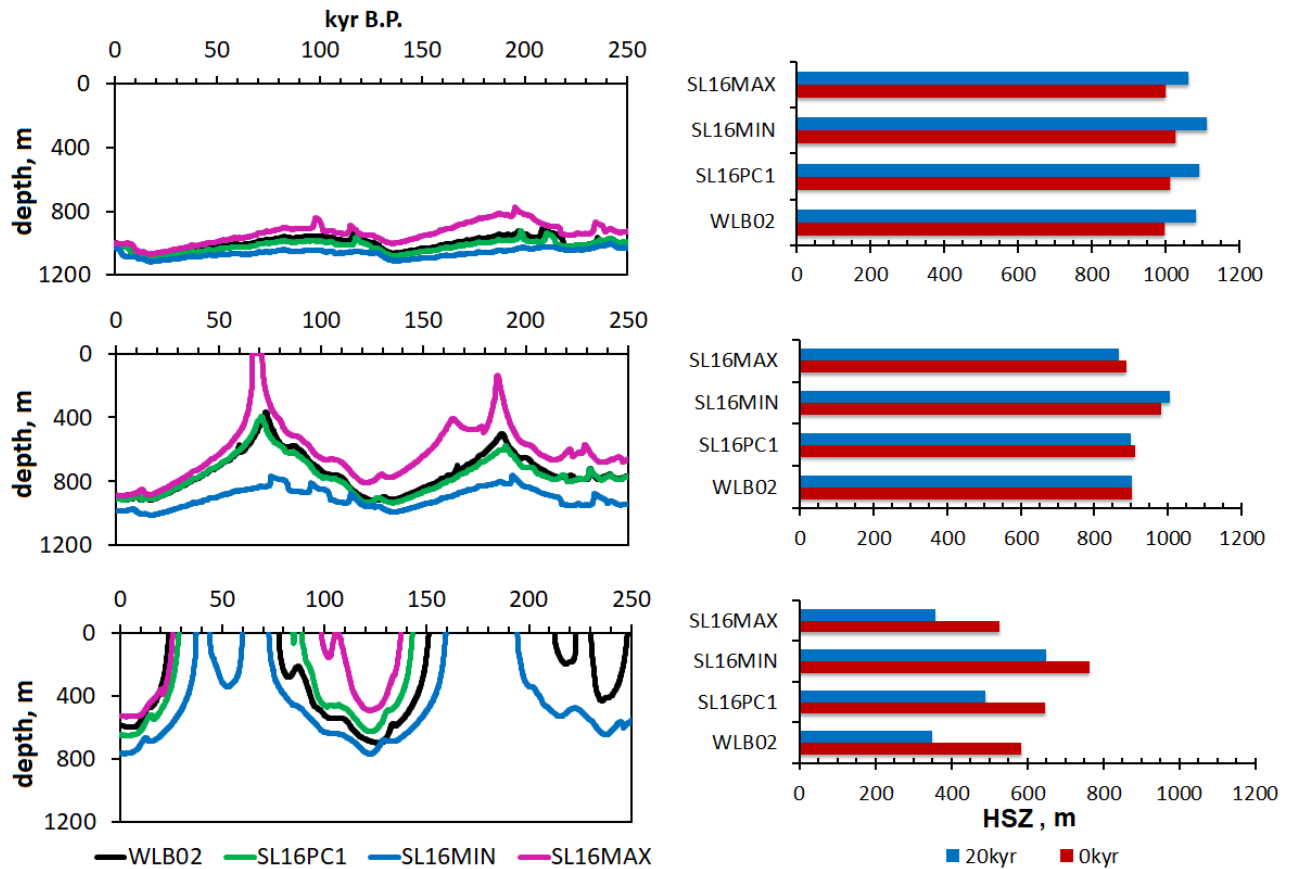 kyr B.P.
0 50 100 150 200 250
0
400
800
1200
depth, m
SL16MAX
SL16MIN
SL16PC1
WLB02
0 200 400 600 800 1000 1200
0 50 100 150 200 250
0
400
800
1200
depth, m
SL16MAX
SL16MIN
SL16PC1
WLB02
0 200 400 600 800 1000 1200
0 50 100 150 200 250
0
400
800
1200
depth, m
SL16MAX
SL16MIN
SL16PC1
WLB02
0 200 400 600 800 1000 1200
HSZ , m
WLB02 SL16PC1 SL16MIN SL16MAX
20kyr 0kyr